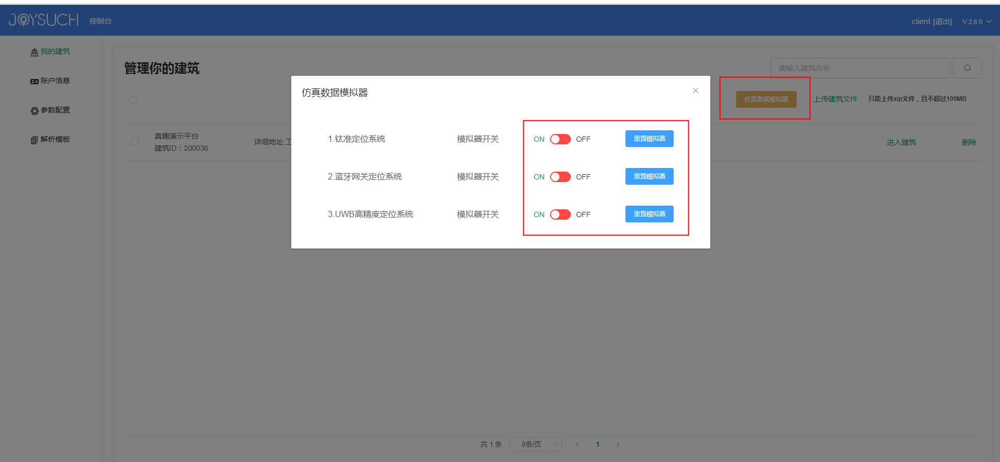 JOYSUCH 控制台
client [退出] V 2.6.0
我的建筑
账户信息
参数配置
解析模板
管理你的建筑
请输入建筑名称
仿真数据模拟器 上传建筑文件 只能上传zip文件，且不超过100MB
真趣演示平台
建筑ID：200036
详细地址:工
进入建筑 删除
仿真数据模拟器
1.钛准定位系统 模拟器开关 ON OFF 重置模拟器
2.蓝牙网关定位系统 模拟器开关 ON OFF 重置模拟器
3.UWB高精度定位系统 模拟器开关 ON OFF 重置模拟器
共 1 条 8条/页 1